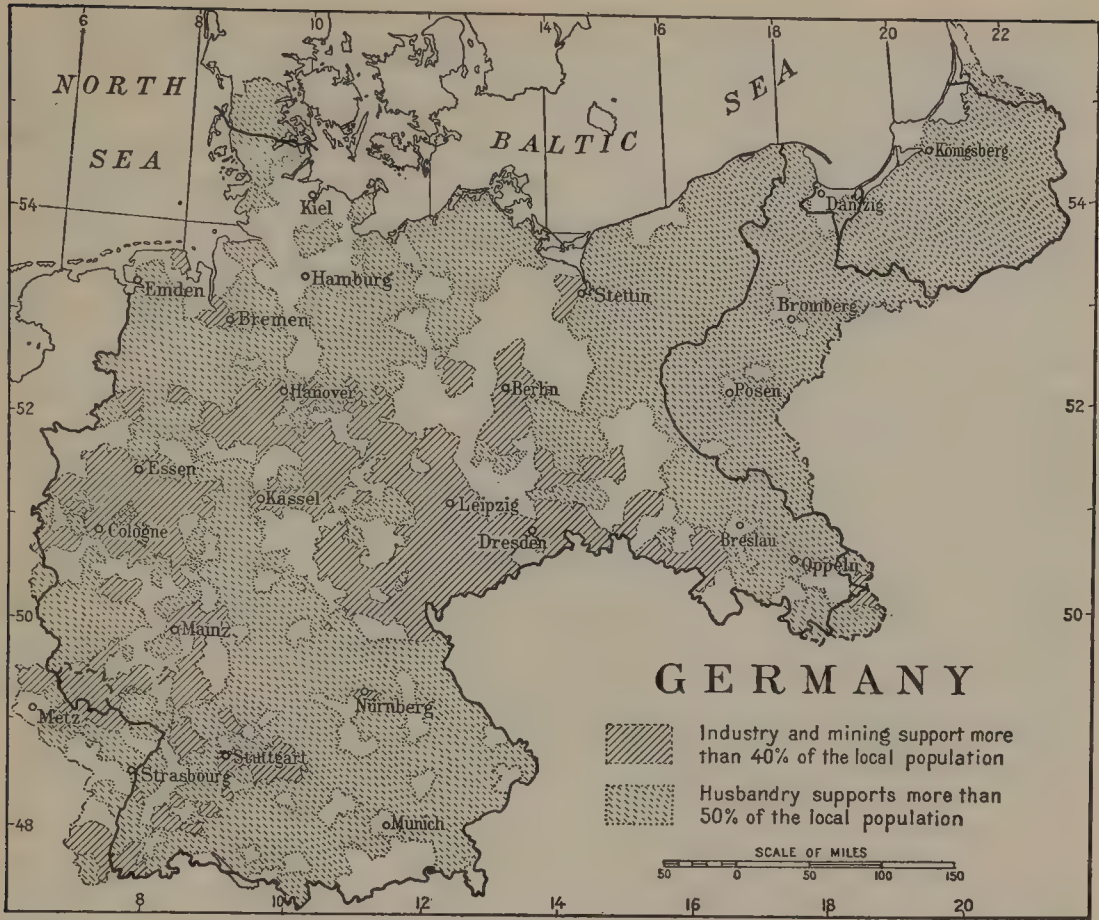 6 8 10 14 16 18 20 22
NORTH
SEA
BALTIC
SEA
54
54
Kiel
Königsberg
Danzig
Hamburg
Emden
Stettin
Bremen
Bromberg
52
Hanover
Berlin
Posen
52
Essen
Kassel
Leipzig
Cologne
Dresden
Breslau
Oppeln
50
50
Mainz
Metz
Nürnberg
Stuttgart
Strasbourg
48
Munich
GERMANY
Industry and mining support more
than 40% of the local population
Husbandry supports more than
50% of the local population
SCALE OF MILES
50 0 50 100 150
8 10 12 14 16 18 20